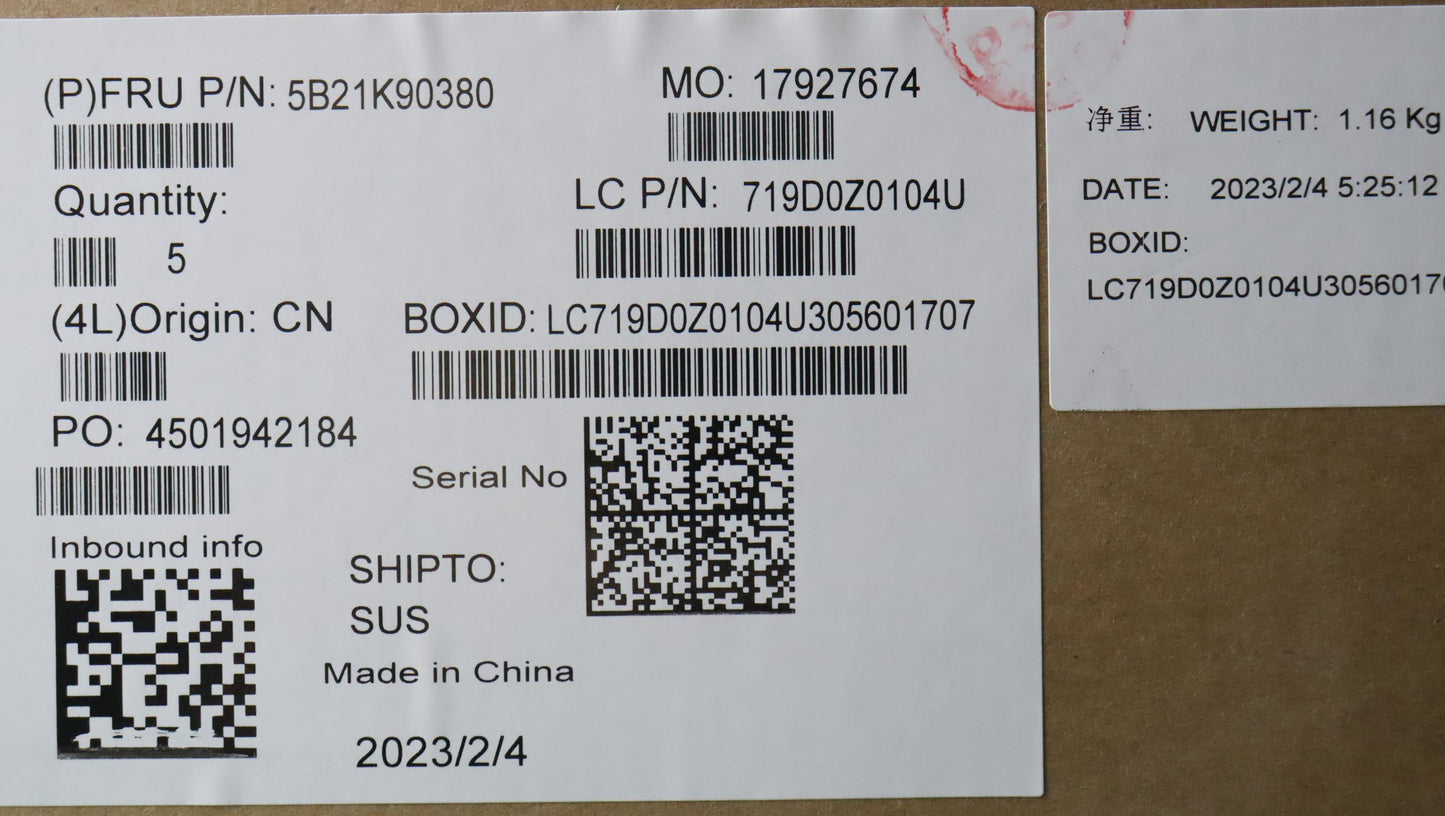 (P)FRU P/N: 5B21K90380
MO: 17927674
Quantity:
5
LC P/N: 719D0Z0104U
(4L)Origin: CN
BOXID: LC719D0Z0104U305601707
PO: 4501942184
Serial No
Inbound info
SHIPTO:
SUS
Made in China
2023/2/4
净重: WEIGHT: 1.16 Kg
DATE: 2023/2/4 5:25:12
BOXID:
LC719D0Z0104U30560170